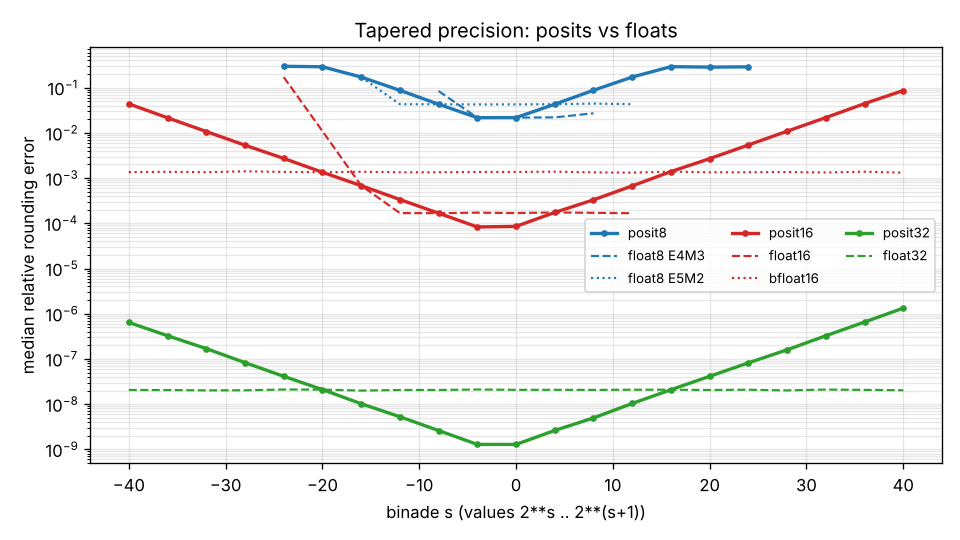 Tapered precision: posits vs floats
median relative rounding error
10⁻¹
10⁻²
10⁻³
10⁻⁴
10⁻⁵
10⁻⁶
10⁻⁷
10⁻⁸
10⁻⁹
posit8 posit16 posit32
float8 E4M3 float16 float32
float8 E5M2 bfloat16
−40 −30 −20 −10 0 10 20 30 40
binade s (values 2**s .. 2**(s+1))